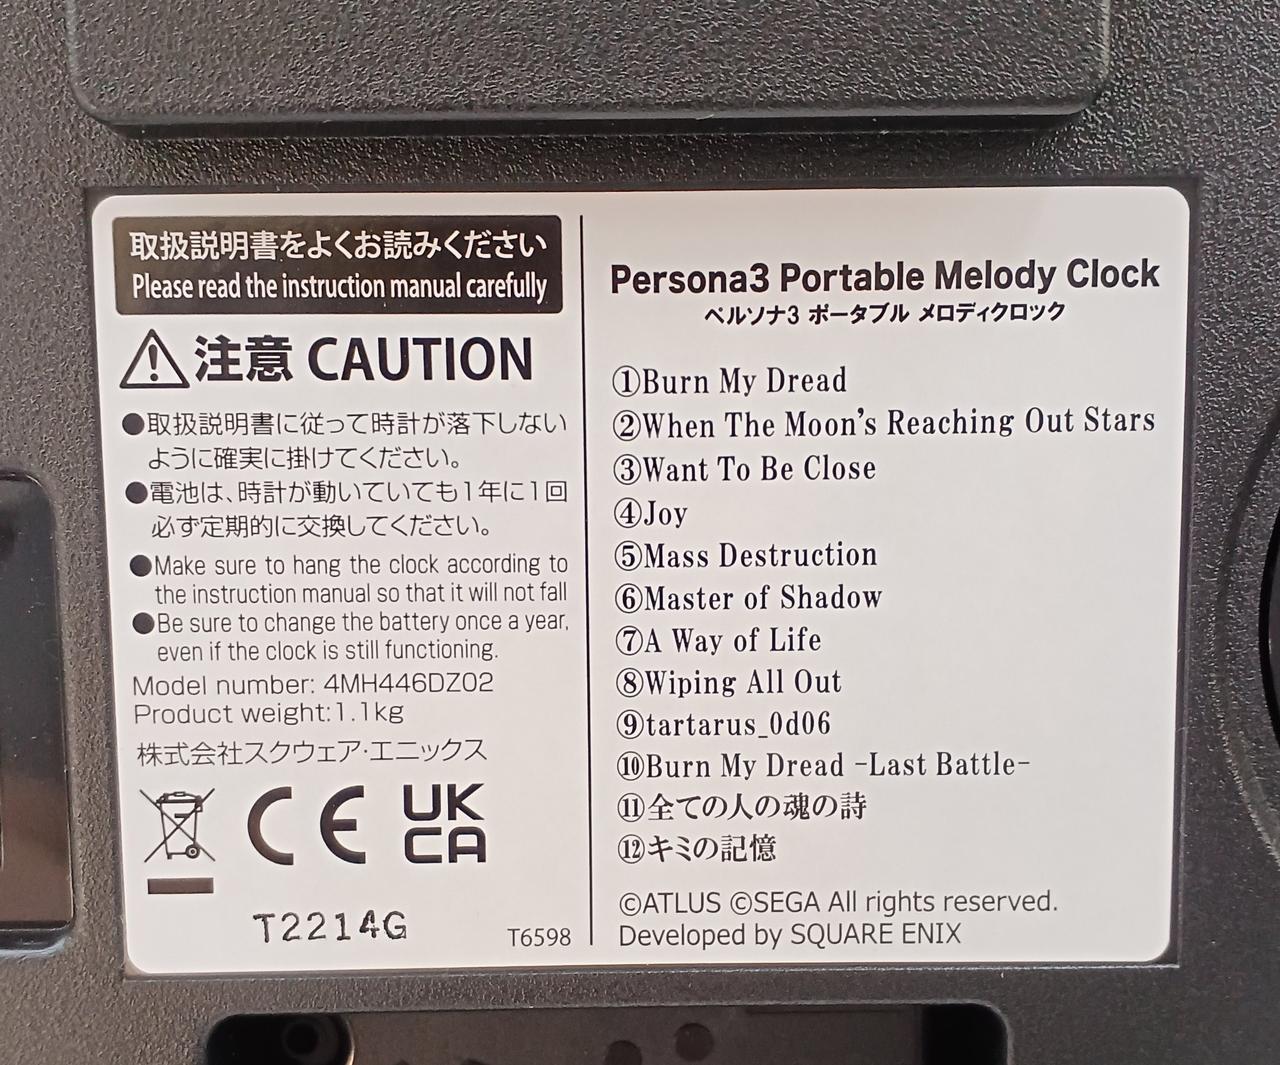 取扱説明書をよくお読みください
Please read the instruction manual carefully
注意 CAUTION
●取扱説明書に従って時計が落下しない
ように確実に掛けてください。
●電池は、時計が動いていても1年に1回
必ず定期的に交換してください。
●Make sure to hang the clock according to
the instruction manual so that it will not fall
●Be sure to change the battery once a year,
even if the clock is still functioning.
Model number: 4MH446DZ02
Product weight:1.1kg
株式会社スクウェア・エニックス
CE
UK
CA
T2214G
T6598
Persona3 Portable Melody Clock
ペルソナ3 ポータブル メロディクロック
①Burn My Dread
②When The Moon's Reaching Out Stars
③Want To Be Close
④Joy
⑤Mass Destruction
⑥Master of Shadow
⑦A Way of Life
⑧Wiping All Out
⑨tartarus_0d06
⑩Burn My Dread -Last Battle-
⑪全ての人の魂の詩
⑫キミの記憶
©ATLUS ©SEGA All rights reserved.
Developed by SQUARE ENIX